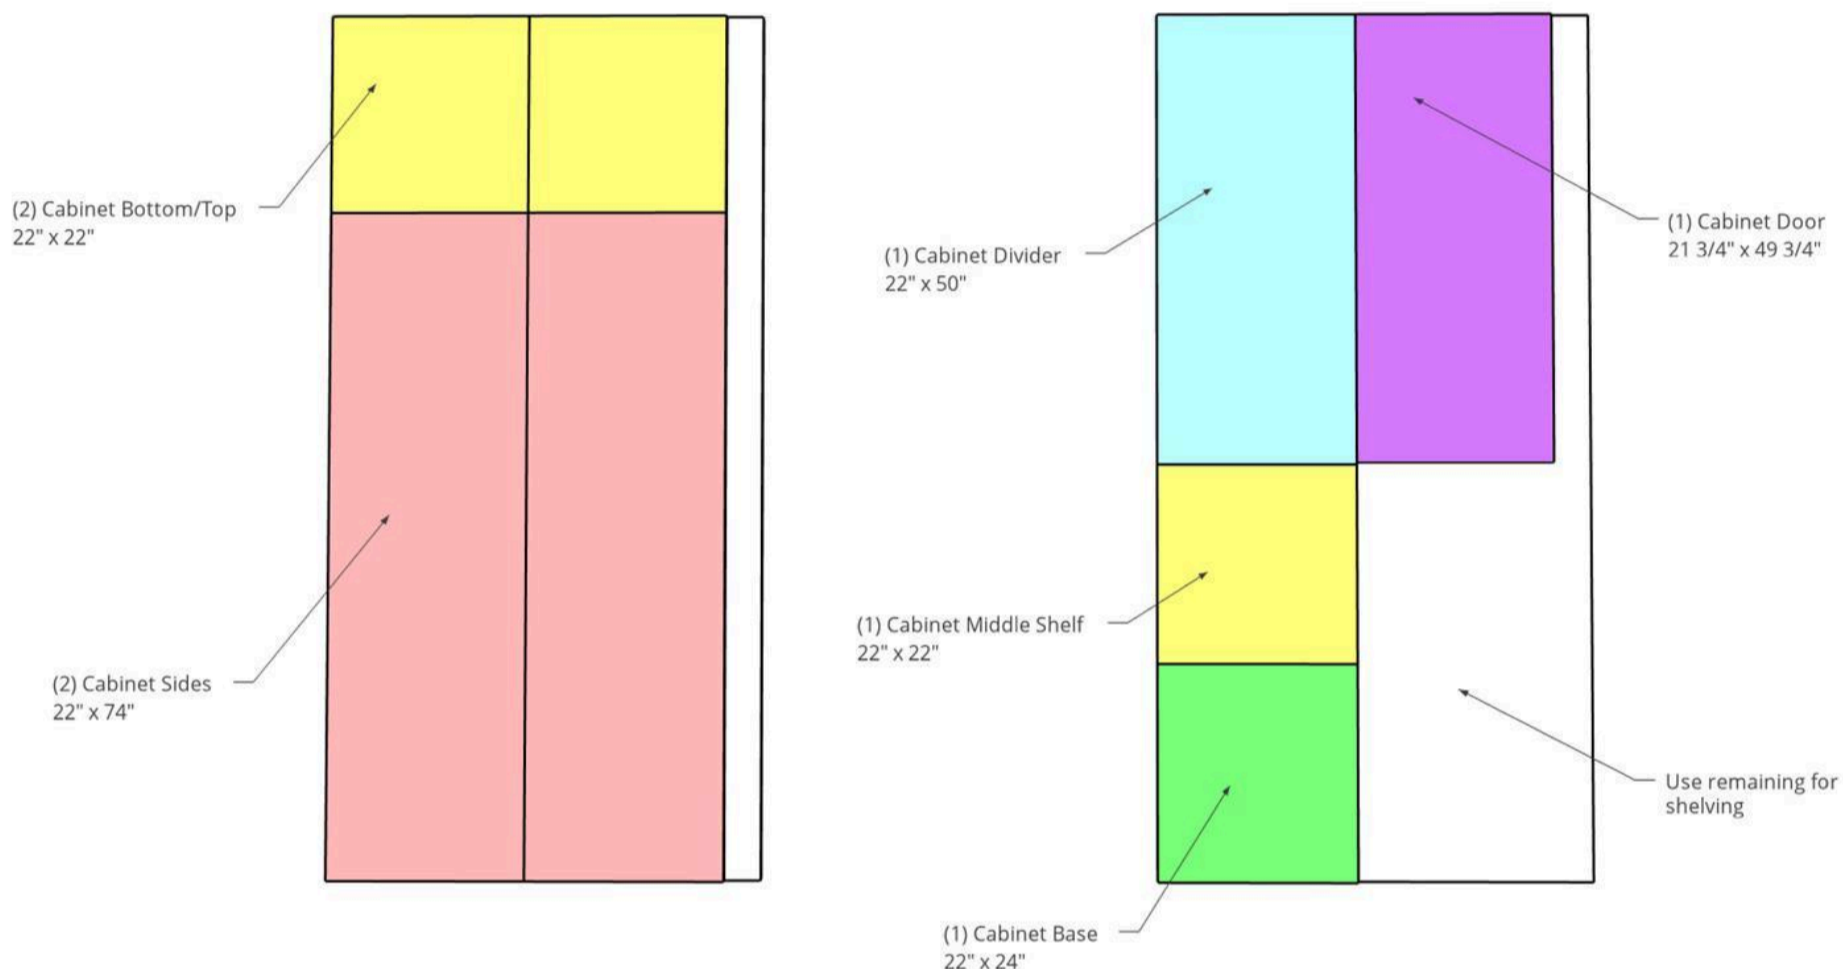 (2) Cabinet Bottom/Top
22" x 22"
(2) Cabinet Sides
22" x 74"
(1) Cabinet Divider
22" x 50"
(1) Cabinet Door
21 3/4" x 49 3/4"
(1) Cabinet Middle Shelf
22" x 22"
Use remaining for
shelving
(1) Cabinet Base
22" x 24"